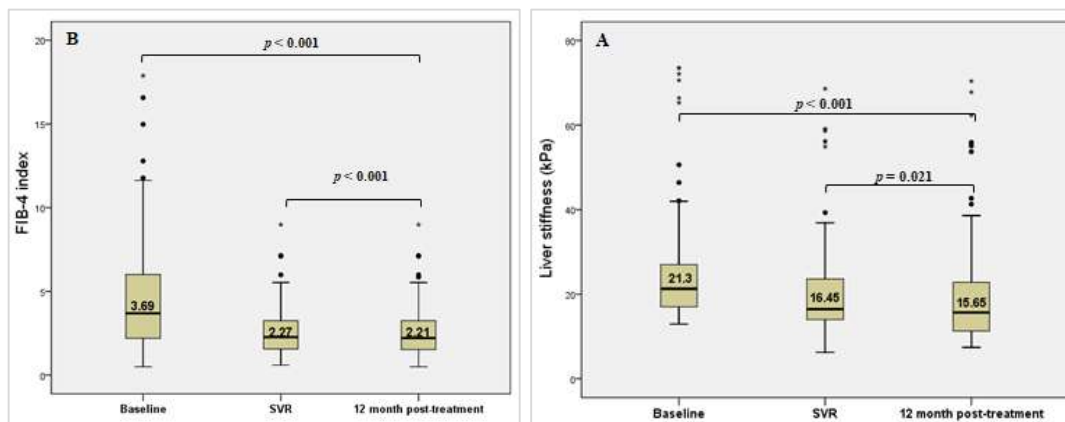 B
p < 0.001
p < 0.001
FIB-4 index
20
15
10
5
0
3.69
2.27
2.21
Baseline
SVR
12 month post-treatment
A
p < 0.001
p = 0.021
Liver stiffness (kPa)
80
60
40
20
0
21.3
16.45
15.65
Baseline
SVR
12 month post-treatment